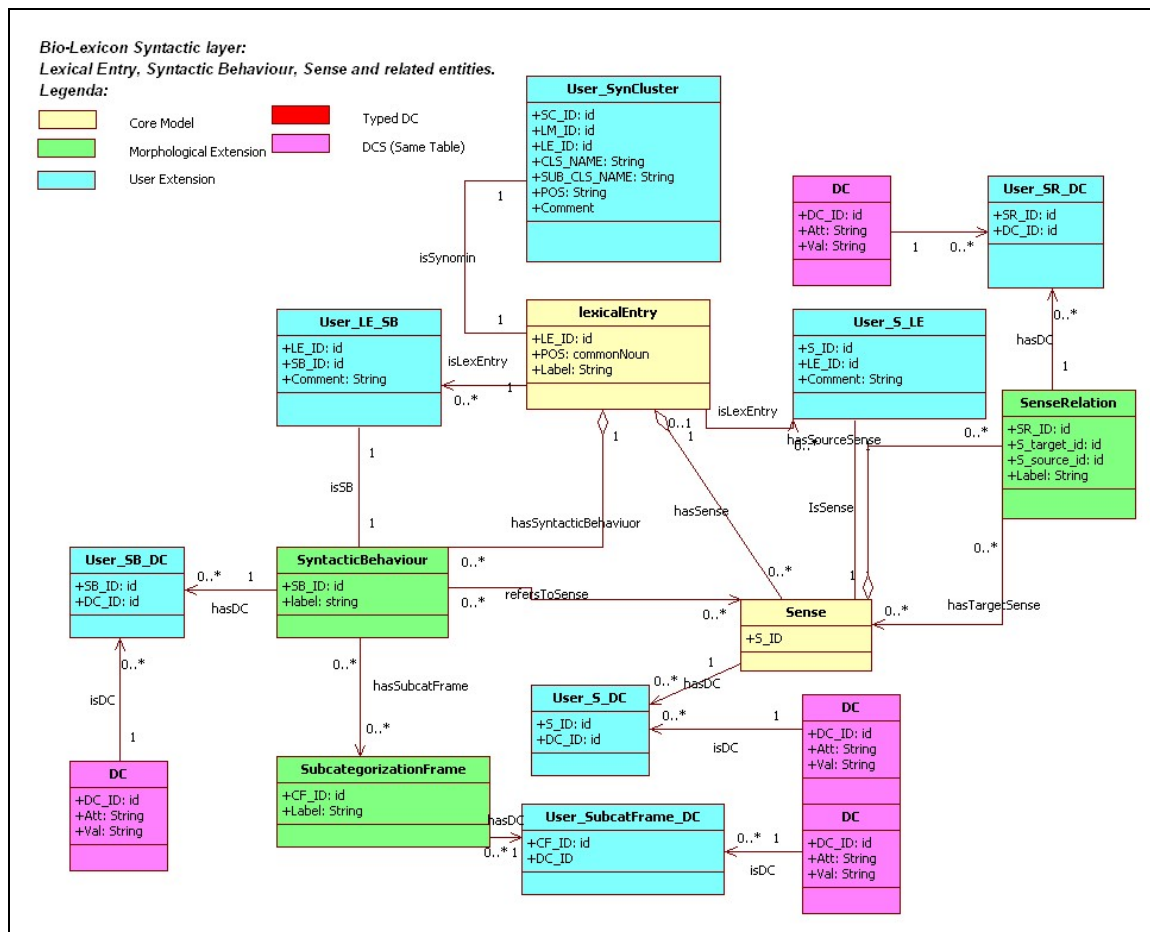 Bio-Lexicon Syntactic layer:
Lexical Entry, Syntactic Behaviour, Sense and related entities.
Legenda:
Core Model
Typed DC
Morphological Extension
DCS (Same Table)
User Extension
User_SynCluster
+SC_ID: id
+LM_ID: id
+LE_ID: id
+CLS_NAME: String
+SUB_CLS_NAME: String
+POS: String
+Comment
1
isSynomin
1
DC
+DC_ID: id
+Att: String
+Val: String
1
0..*
User_SR_DC
+SR_ID: id
+DC_ID: id
0..*
hasDC
1
User_LE_SB
+LE_ID: id
+SB_ID: id
+Comment: String
isLexEntry
1
0..*
lexicalEntry
+LE_ID: id
+POS: commonNoun
+Label: String
User_S_LE
+S_ID: id
+LE_ID: id
+Comment: String
isLexEntry
0..*
SenseRelation
+SR_ID: id
+S_target_id: id
+S_source_id: id
+Label: String
1
0..1
1
hasSourceSense
0..*
1
isSB
1
hasSyntacticBehaviuor
0..*
hasSense
0..*
IsSense
1
0..*
hasTargetSense
0..*
User_SB_DC
+SB_ID: id
+DC_ID: id
0..*
1
hasDC
SyntacticBehaviour
+SB_ID: id
+label: string
0..*
refersToSense
0..*
Sense
+S_ID
0..*
isDC
1
DC
+DC_ID: id
+Att: String
+Val: String
0..*
hasSubcatFrame
0..*
1
0..*
hasDC
User_S_DC
+S_ID: id
+DC_ID: id
0..*
1
isDC
DC
+DC_ID: id
+Att: String
+Val: String
SubcategorizationFrame
+CF_ID: id
+Label: String
hasDC
0..*
1
User_SubcatFrame_DC
+CF_ID: id
+DC_ID
0..*
1
isDC
DC
+DC_ID: id
+Att: String
+Val: String